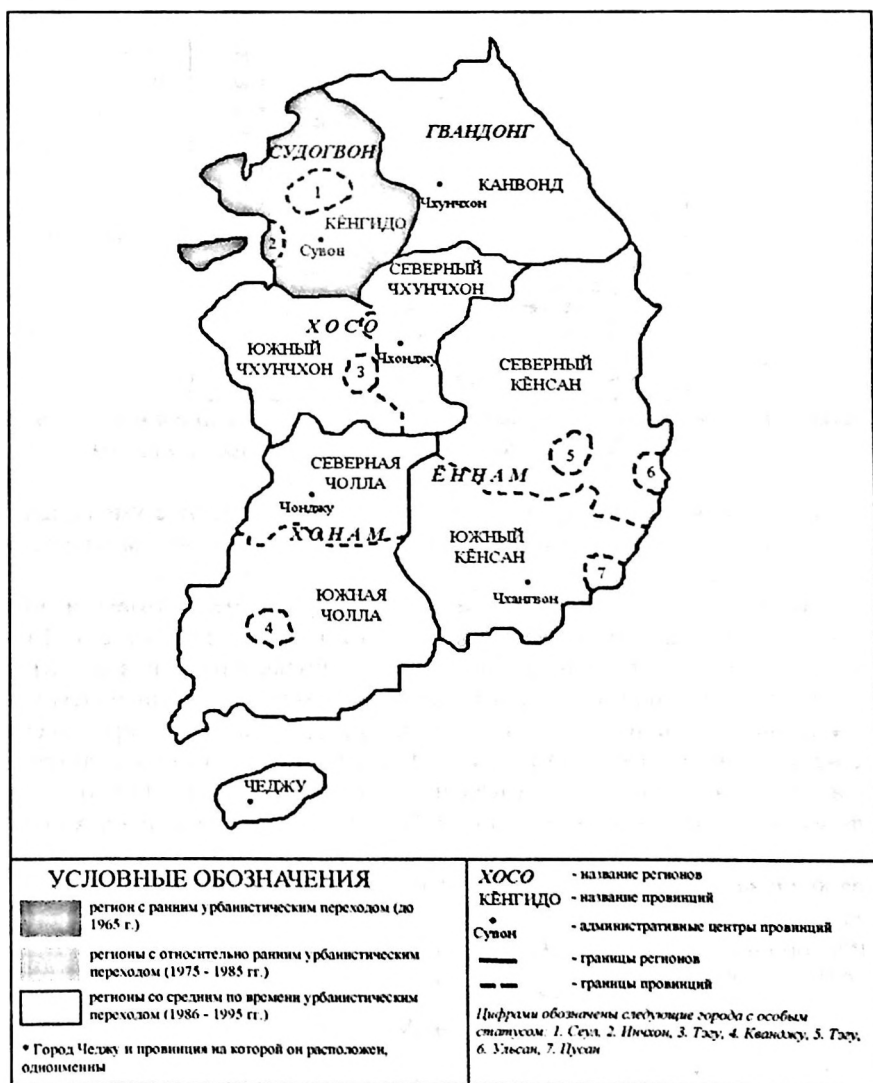 ГВАНДОНГ
СУДОГВОН
1
КАНВОНД
Чхунчхон
КЁНГИДО
2
Сувон
СЕВЕРНЫЙ
ЧХУНЧХОН
ХОСО
ЮЖНЫЙ
ЧХУНЧХОН
Чхонджу
3
СЕВЕРНЫЙ
КЁНСАН
СЕВЕРНАЯ
ЧОЛЛА
5
6
ЁННАМ
Чонджу
ХОНАМ
ЮЖНЫЙ
КЁНСАН
7
Чхангвон
ЮЖНАЯ
ЧОЛЛА
4
ЧЕДЖУ
УСЛОВНЫЕ ОБОЗНАЧЕНИЯ
регион с ранним урбанистическим переходом (до
1965 г.)
регионы с относительно ранним урбанистическим
переходом (1975 - 1985 гг.)
регионы со средним по времени урбанистическим
переходом (1986 - 1995 гг.)
* Город Чеджу и провинция на которой он расположен,
одноименны
ХОСО - название регионов
КЁНГИДО - название провинций
Сувон - административные центры провинций
- границы регионов
- границы провинций
Цифрами обозначены следующие города с особым
статусом: 1. Сеул, 2. Инчхон, 3. Тэгу, 4. Кванджу, 5. Тэгу,
6. Ульсан, 7. Пусан